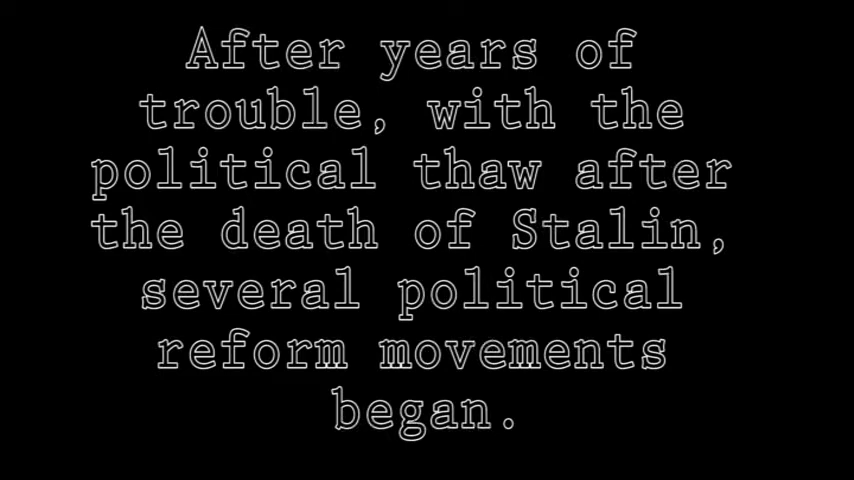 After years of
trouble, with the
political thaw after
the death of Stalin,
several political
reform movements
began.